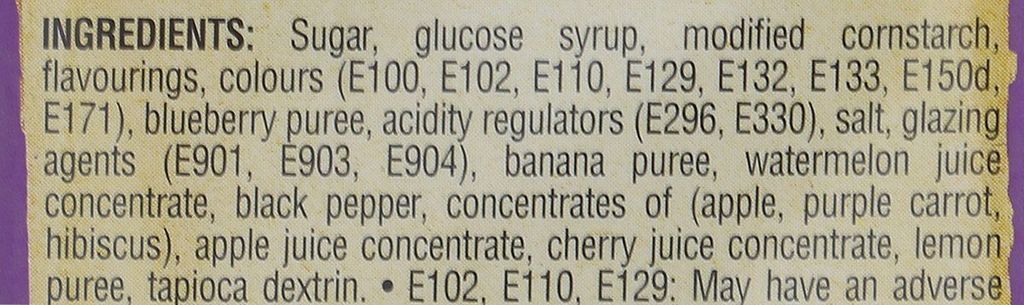 INGREDIENTS: Sugar, glucose syrup, modified cornstarch,
flavourings, colours (E100, E102, E110, E129, E132, E133, E150d,
E171), blueberry puree, acidity regulators (E296, E330), salt, glazing
agents (E901, E903, E904), banana puree, watermelon juice
concentrate, black pepper, concentrates of (apple, purple carrot,
hibiscus), apple juice concentrate, cherry juice concentrate, lemon
puree, tapioca dextrin. • E102, E110, E129: May have an adverse